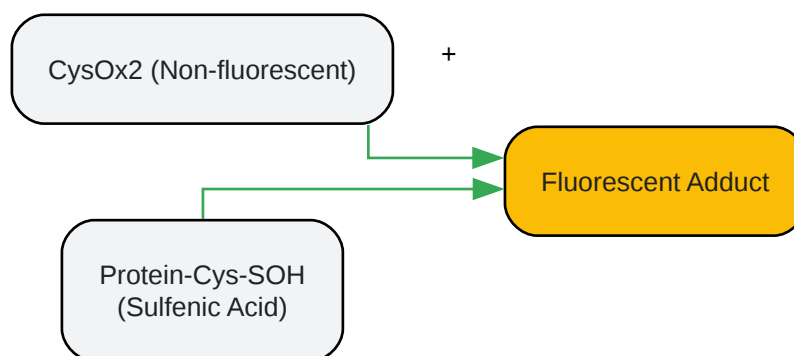 CysOx2 (Non-fluorescent)
+
Fluorescent Adduct
Protein-Cys-SOH
(Sulfenic Acid)